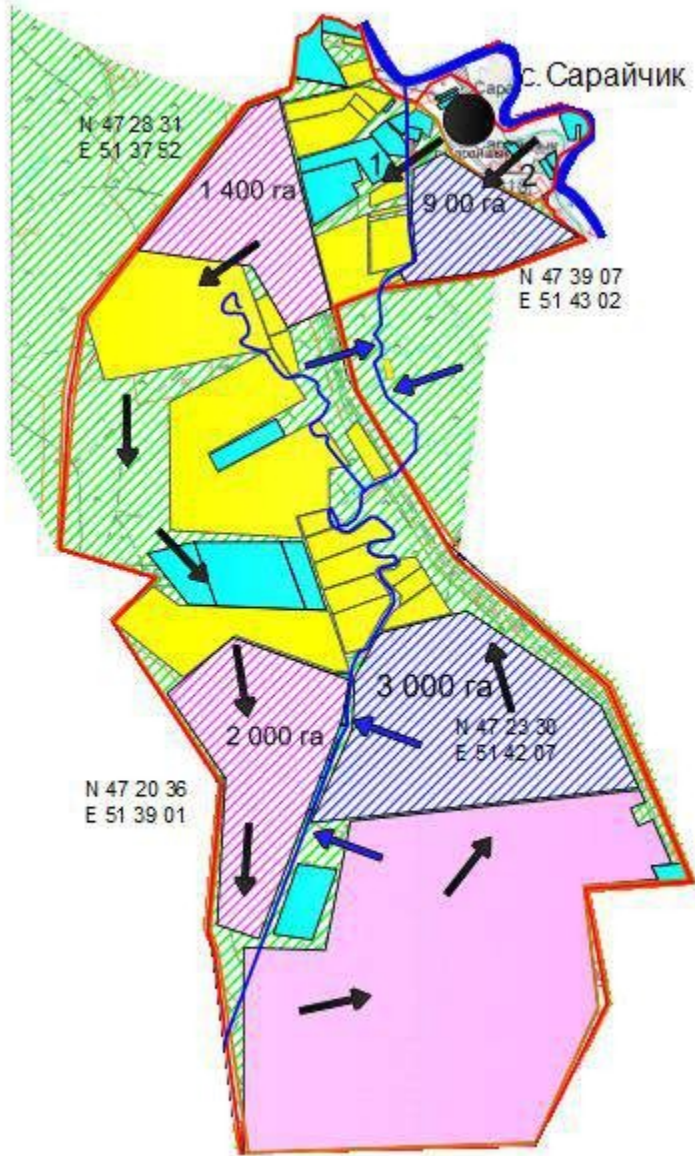 с. Сарайчик
N 47 28 31
E 51 37 52
1
2
1 400 га
9 00 га
N 47 39 07
E 51 43 02
3 000 га
2 000 га
N 47 23 30
E 51 42 07
N 47 20 36
E 51 39 01